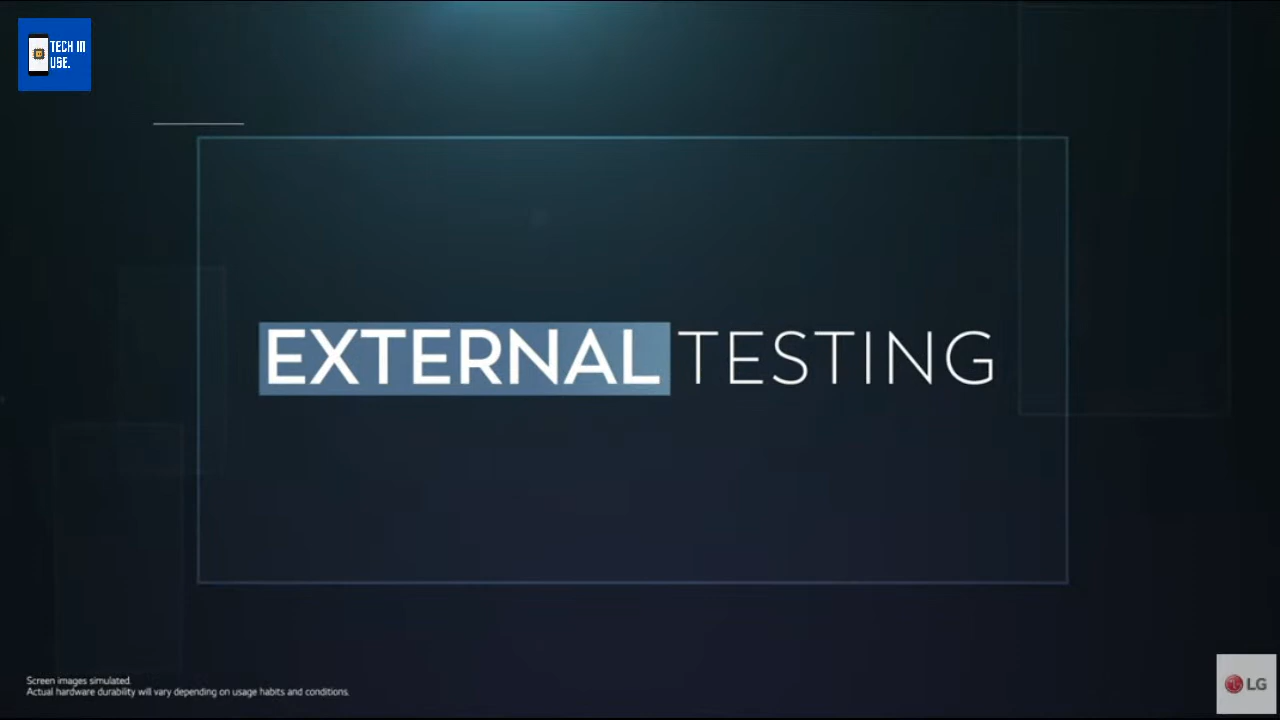 TECH IN
USE.
EXTERNAL TESTING
Screen images simulated.
Actual hardware durability will vary depending on usage habits and conditions.
LG